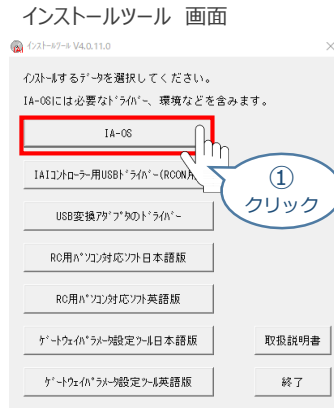 インストールツール 画面
ｲﾝｽﾄｰﾙﾂｰﾙ V4.0.11.0
ｲﾝｽﾄｰﾙするﾃﾞｰﾀを選択してください。
IA-OSには必要なﾄﾞﾗｲﾊﾞｰ、環境などを含みます。
IA-OS
IAIｺﾝﾄﾛｰﾗｰ用USBﾄﾞﾗｲﾊﾞｰ(RCON用
①
クリック
USB変換ｱﾀﾞﾌﾟﾀのﾄﾞﾗｲﾊﾞｰ
RC用ﾊﾟｿｺﾝ対応ｿﾌﾄ日本語版
RC用ﾊﾟｿｺﾝ対応ｿﾌﾄ英語版
ｹﾞｰﾄｳｪｲﾊﾟﾗﾒｰﾀ設定ﾂｰﾙ日本語版
取扱説明書
ｹﾞｰﾄｳｪｲﾊﾟﾗﾒｰﾀ設定ﾂｰﾙ英語版
終了